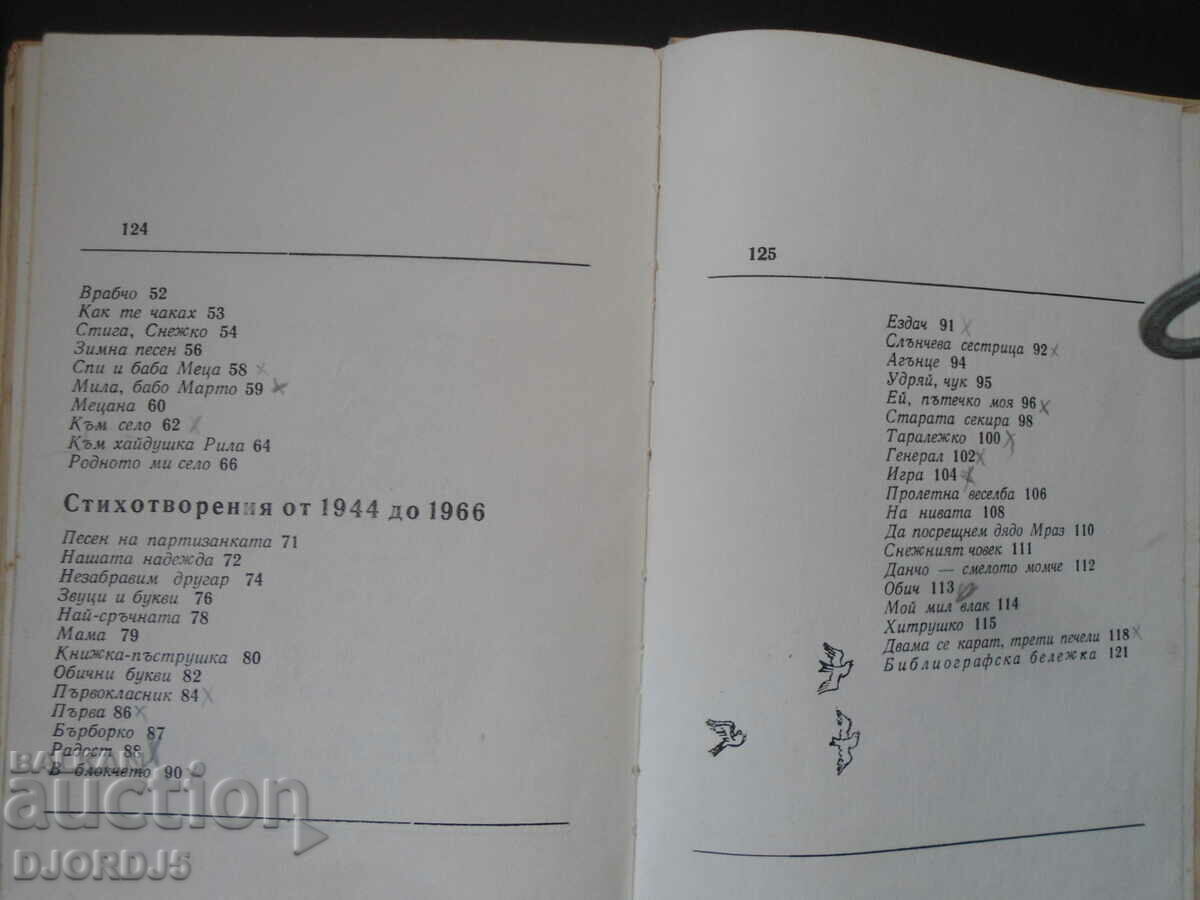 124
Врабчо 52
Как те чаках 53
Стига, Снежко 54
Зимна песен 56
Спи и баба Меца 58
Мила, бабо Марто 59
Мецана 60
Към село 62
Към хайдушка Рила 64
Родното ми село 66
Стихотворения от 1944 до 1966
Песен на партизанката 71
Нашата надежда 72
Незабравим другар 74
Звуци и букви 76
Най-сръчната 78
Мама 79
Книжка-пъструшка 80
Обични букви 82
Първокласник 84
Първа 86
Бърборко 87
Радост 88
В блокчето 90
125
Ездач 91
Слънчева сестрица 92
Агънце 94
Удряй, чук 95
Ей, пътечко моя 96
Старата секира 98
Таралежко 100
Генерал 102
Игра 104
Пролетна веселба 106
На нивата 108
Да посрещнем дядо Мраз 110
Снежният човек 111
Данчо — смелото момче 112
Обич 113
Мой мил влак 114
Хитрушко 115
Двама се карат, трети печели 118
Библиографска бележка 121
BALKAN
auction
DJORDJ5